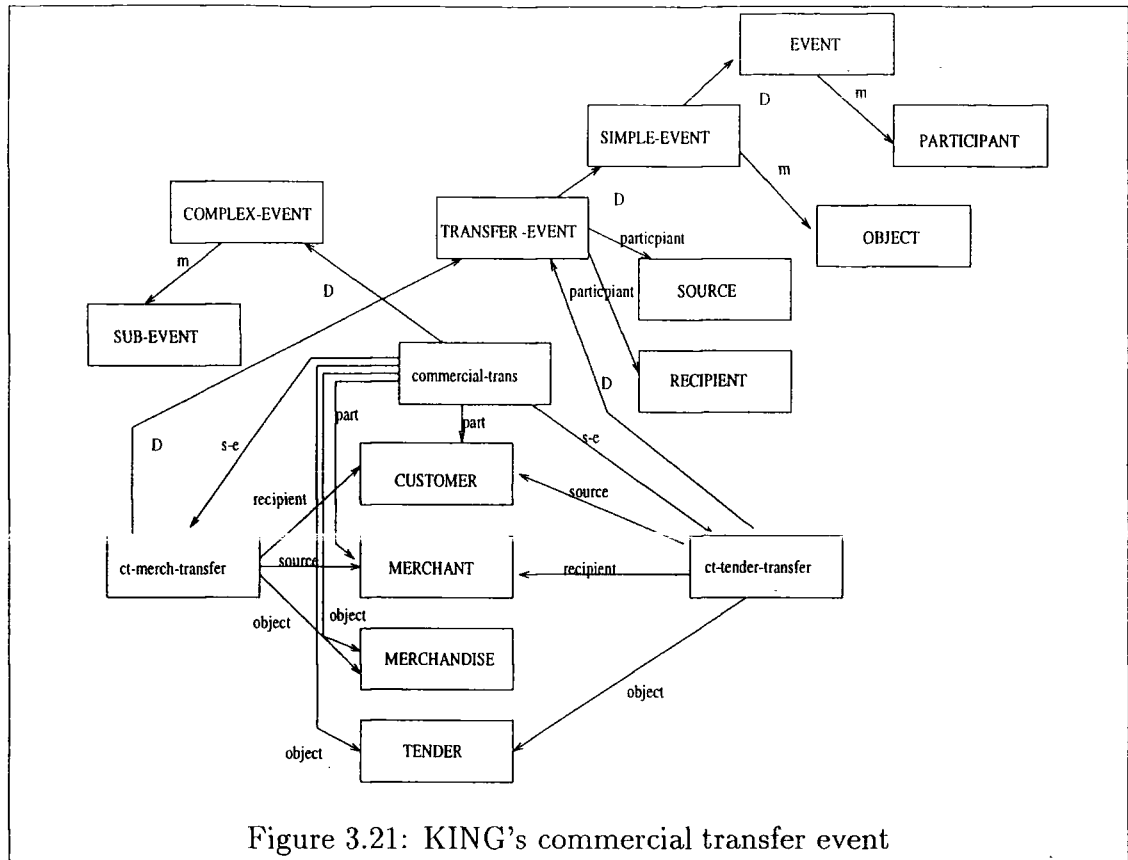 EVENT
D
m
SIMPLE-EVENT
PARTICIPANT
m
COMPLEX-EVENT
D
TRANSFER -EVENT
particpiant
OBJECT
m
D
particpiant
SOURCE
SUB-EVENT
commercial-trans
RECIPIENT
D
part
part
D
s-e
s-e
CUSTOMER
recipient
source
ct-merch-transfer
source
MERCHANT
recipient
ct-tender-transfer
object
object
MERCHANDISE
object
object
TENDER
Figure 3.21: KING's commercial transfer event